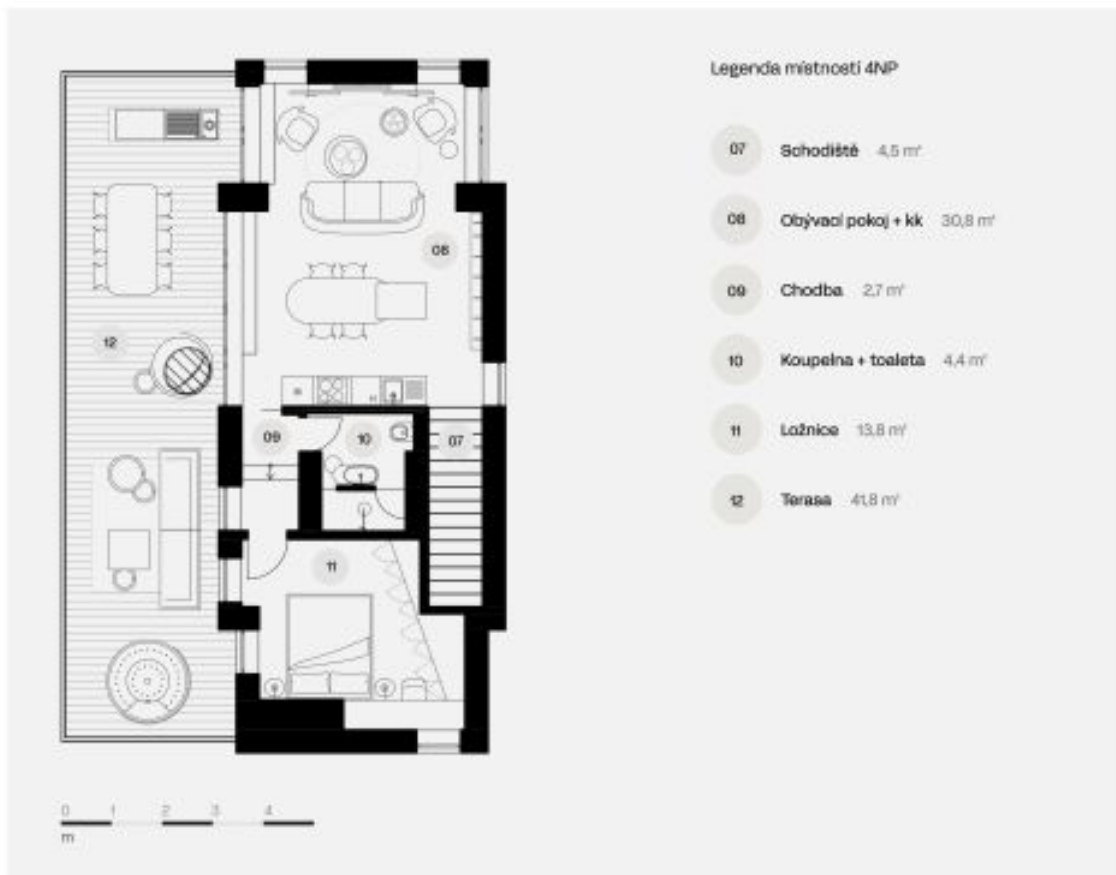 Legenda místností 4NP
07 Schodiště 4,5 m²
08 Obývací pokoj + kk 30,8 m²
09 Chodba 2,7 m²
10 Koupelna + toaleta 4,4 m²
11 Ložnice 13,8 m²
12 Terasa 41,8 m²
08
12
09
10
07
11
0 1 2 3 4
m